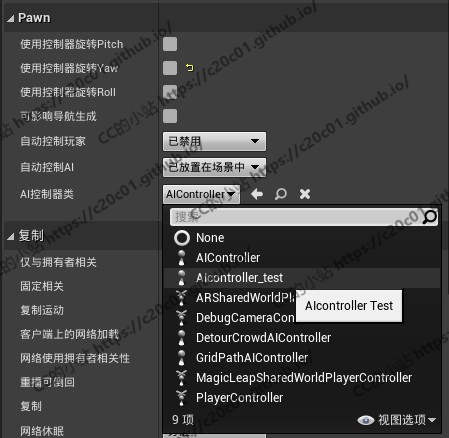 Pawn
使用控制器旋转Pitch
使用控制器旋转Yaw
使用控制器旋转Roll
可影响导航生成
自动控制玩家 已禁用
自动控制AI 已放置在场景中
AI控制器类 AIController
搜索
None
AIController
AIcontroller_test
AIcontroller Test
ARSharedWorldPla
DebugCameraCon
DetourCrowdAIController
GridPathAIController
MagicLeapSharedWorldPlayerController
PlayerController
9 项 视图选项
复制
仅与拥有者相关
固定相关
复制运动
客户端上的网络加载
网络使用拥有者相关性
重播可倒回
复制
网络休眠
CC的小站 https://c20c01.github.io/